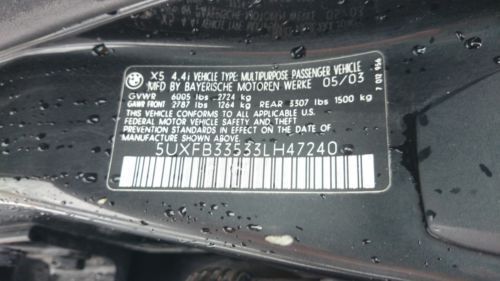 X5 4.4i VEHICLE TYPE: MULTIPURPOSE PASSENGER VEHICLE
MFD BY BAYERISCHE MOTOREN WERKE 05/03
GVWR 6005 lbs 2724 kg
GAWR FRONT 2787 lbs 1264 kg REAR 3307 lbs 1500 kg
THIS VEHICLE CONFORMS TO ALL APPLICABLE
FEDERAL MOTOR VEHICLE SAFETY, BUMPER AND THEFT
PREVENTION STANDARDS IN EFFECT ON THE DATE OF
MANUFACTURE SHOWN ABOVE.
5UXFB33533LH47240